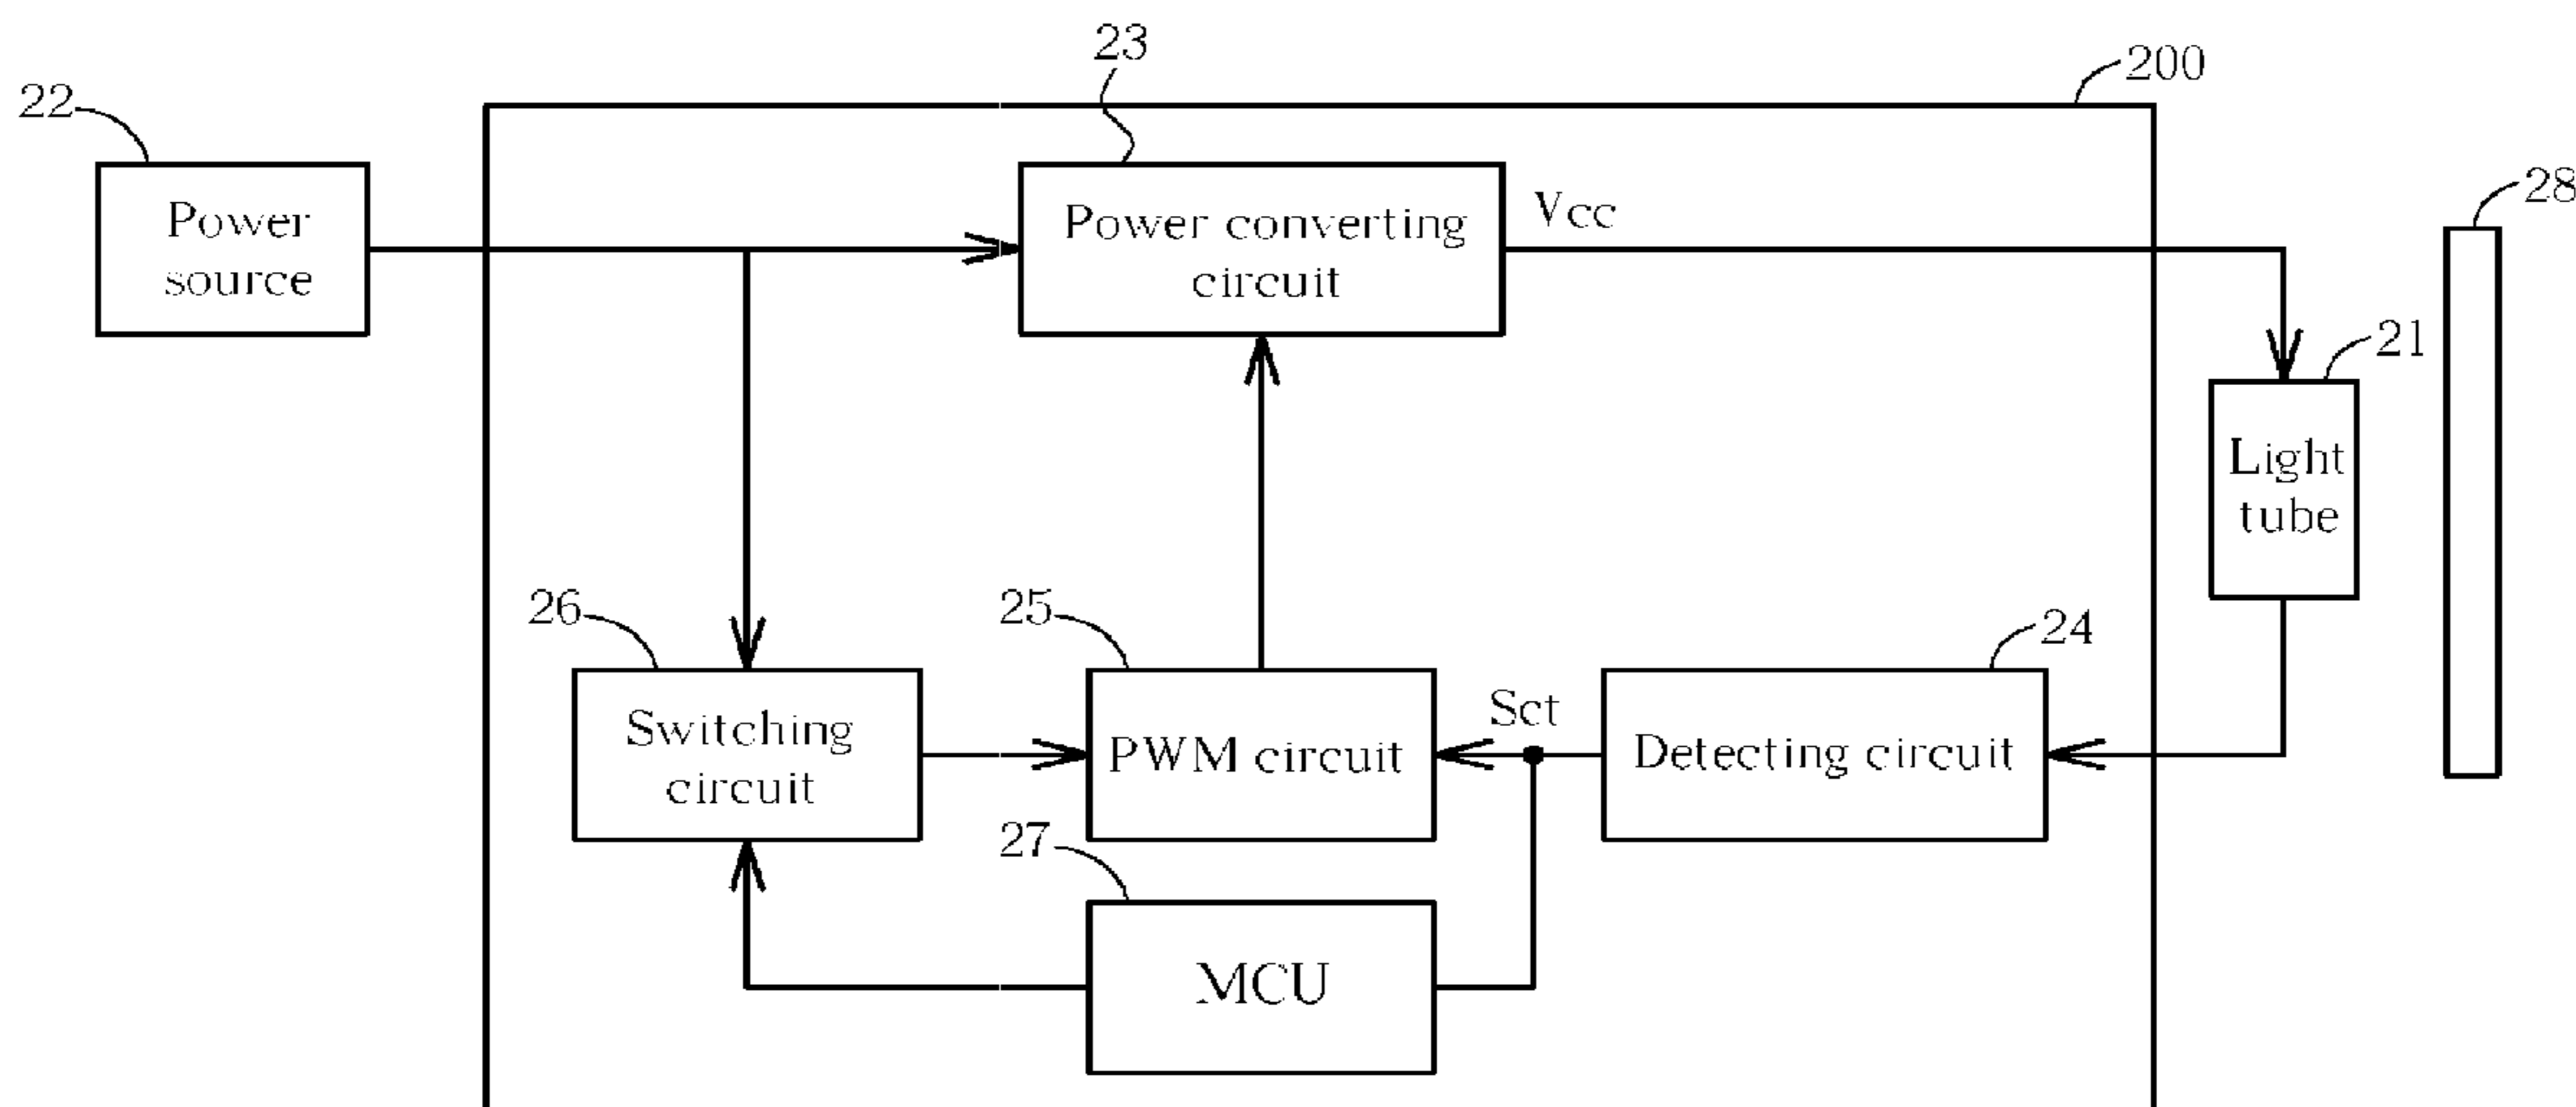 23
200
22
28
Power
source
Power converting
circuit
Vcc
21
Light
tube
26
25
24
Switching
circuit
PWM circuit
Sct
Detecting circuit
27
MCU